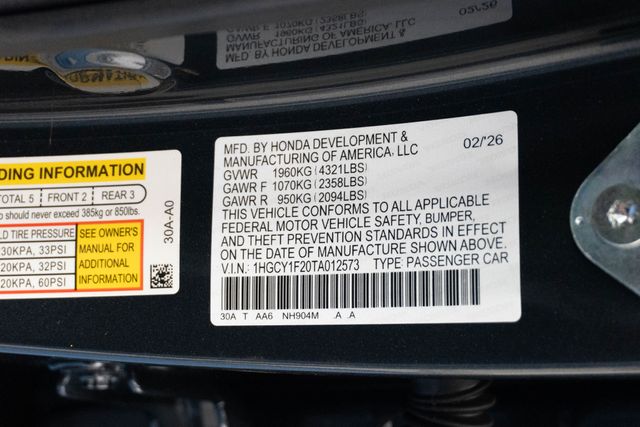 MFD. BY HONDA DEVELOPMENT &
MANUFACTURING OF AMERICA, LLC
02/'26
GVWR 1960KG (4321LBS)
GAWR F 1070KG (2358LBS)
GAWR R 950KG (2094LBS)
THIS VEHICLE CONFORMS TO ALL APPLICABLE
FEDERAL MOTOR VEHICLE SAFETY, BUMPER,
AND THEFT PREVENTION STANDARDS IN EFFECT
ON THE DATE OF MANUFACTURE SHOWN ABOVE.
V.I.N.: 1HGCY1F20TA012573 TYPE: PASSENGER CAR
30A T AA6 NH904M .A .A
DING INFORMATION
TOTAL 5 FRONT 2 REAR 3
should never exceed 385kg or 850lbs.
TIRE PRESSURE
30KPA, 33PSI
20KPA, 32PSI
20KPA, 60PSI
SEE OWNER'S
MANUAL FOR
ADDITIONAL
INFORMATION
30A-A0